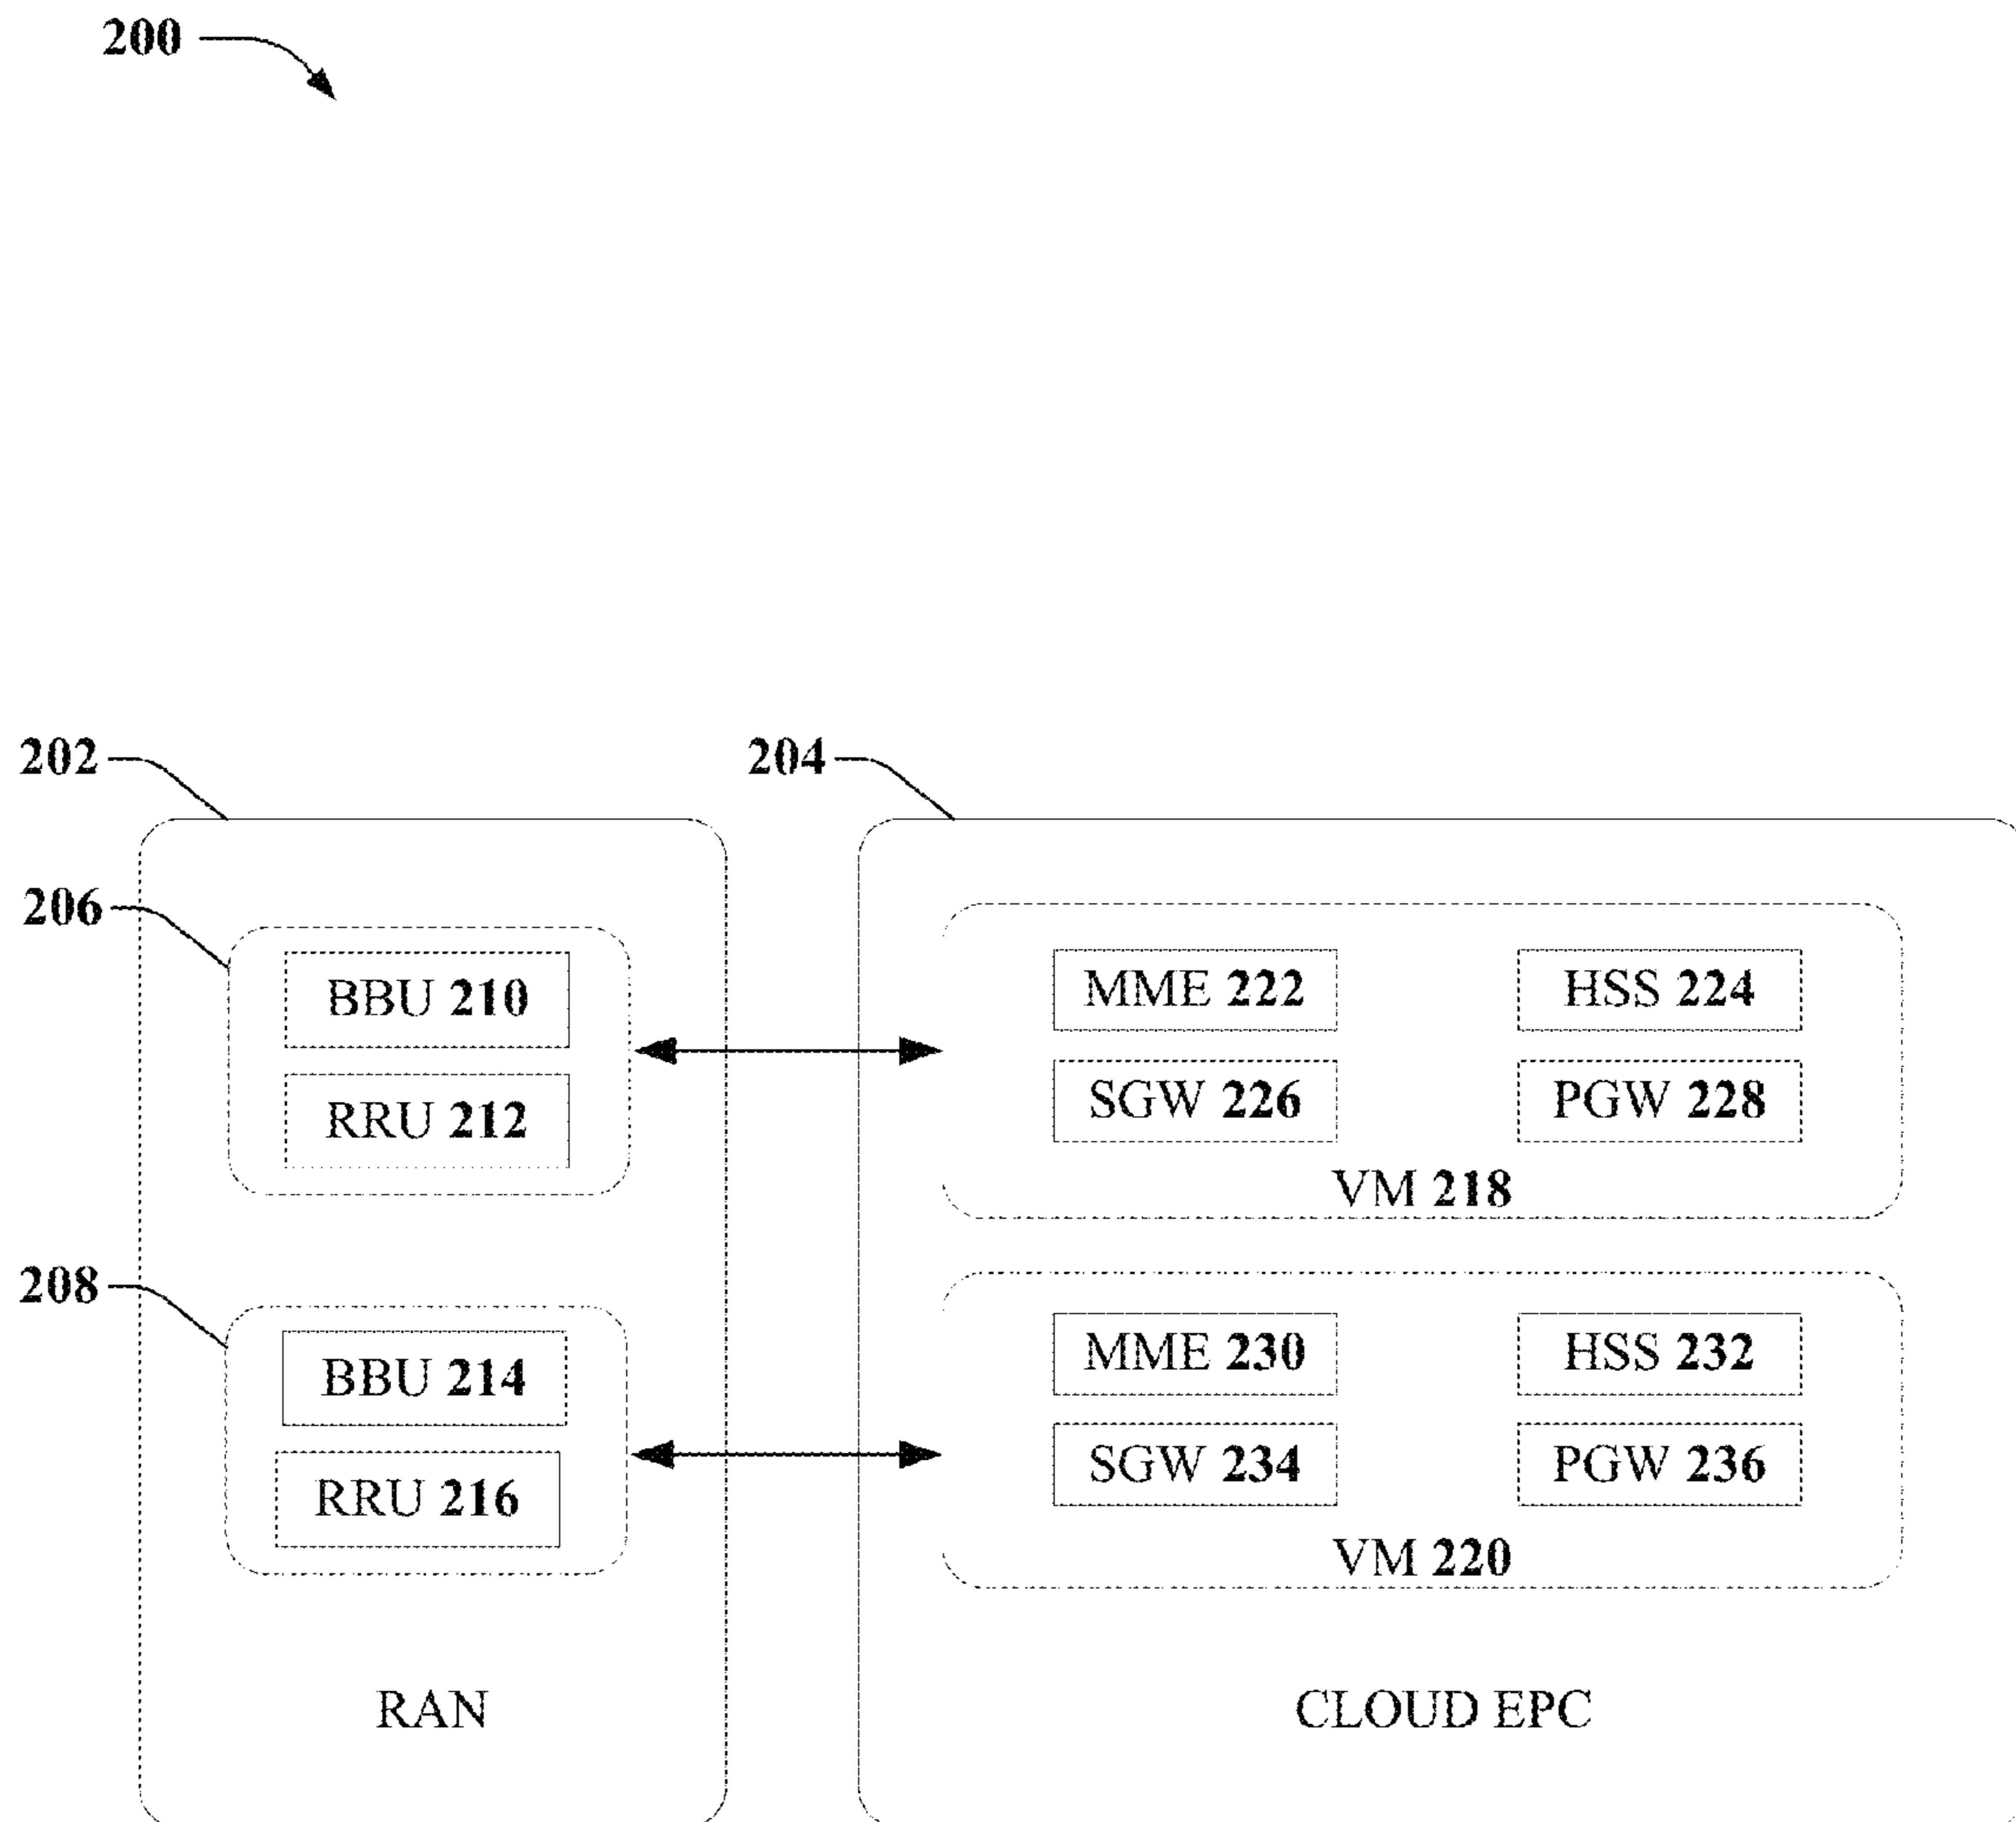 200
202
204
206
BBU 210
RRU 212
MME 222
HSS 224
SGW 226
PGW 228
VM 218
208
BBU 214
RRU 216
MME 230
HSS 232
SGW 234
PGW 236
VM 220
RAN
CLOUD EPC